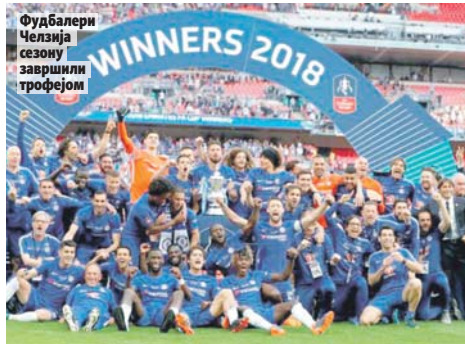 Фудбалери
Челзија
сезону
завршили
трофејом
WINNERS 2018